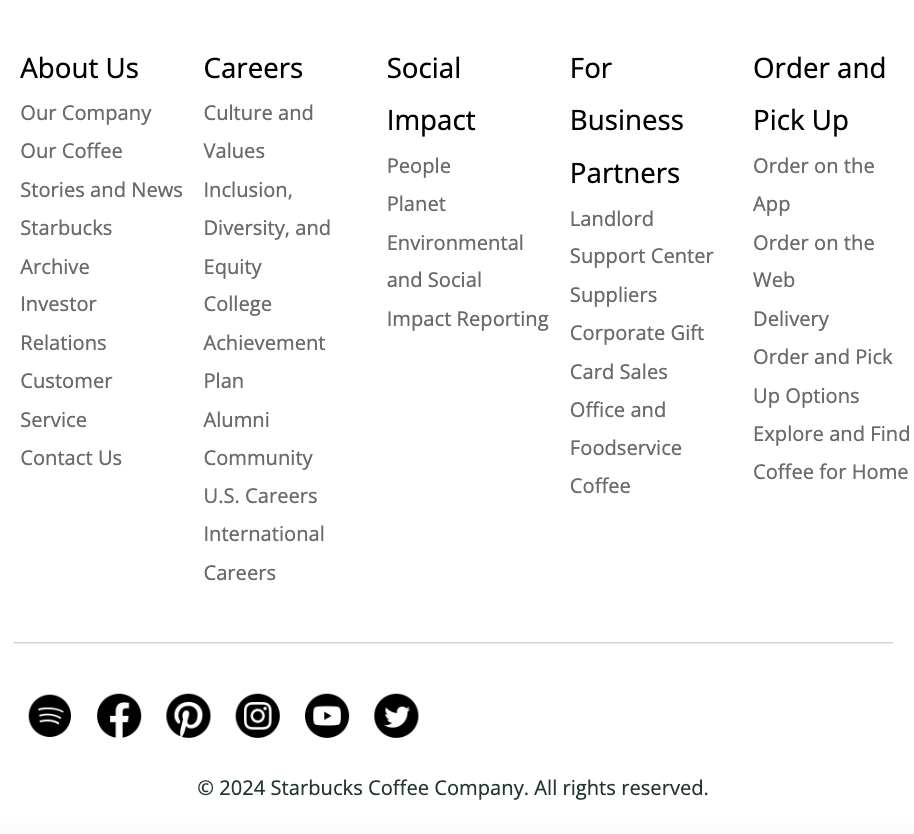 About Us
Our Company
Our Coffee
Stories and News
Starbucks
Archive
Investor
Relations
Customer
Service
Contact Us
Careers
Culture and
Values
Inclusion,
Diversity, and
Equity
College
Achievement
Plan
Alumni
Community
U.S. Careers
International
Careers
Social
Impact
People
Planet
Environmental
and Social
Impact Reporting
For
Business
Partners
Landlord
Support Center
Suppliers
Corporate Gift
Card Sales
Office and
Foodservice
Coffee
Order and
Pick Up
Order on the
App
Order on the
Web
Delivery
Order and Pick
Up Options
Explore and Find
Coffee for Home
© 2024 Starbucks Coffee Company. All rights reserved.